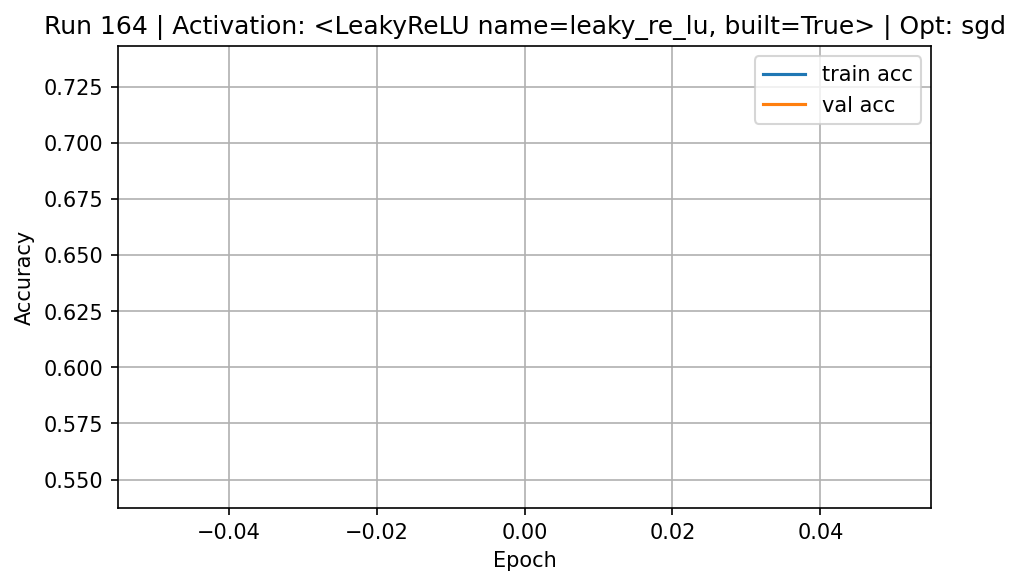 Run 164 | Activation: <LeakyReLU name=leaky_re_lu, built=True> | Opt: sgd
train acc
val acc
0.725
0.700
0.675
0.650
0.625
0.600
0.575
0.550
Accuracy
−0.04
−0.02
0.00
0.02
0.04
Epoch